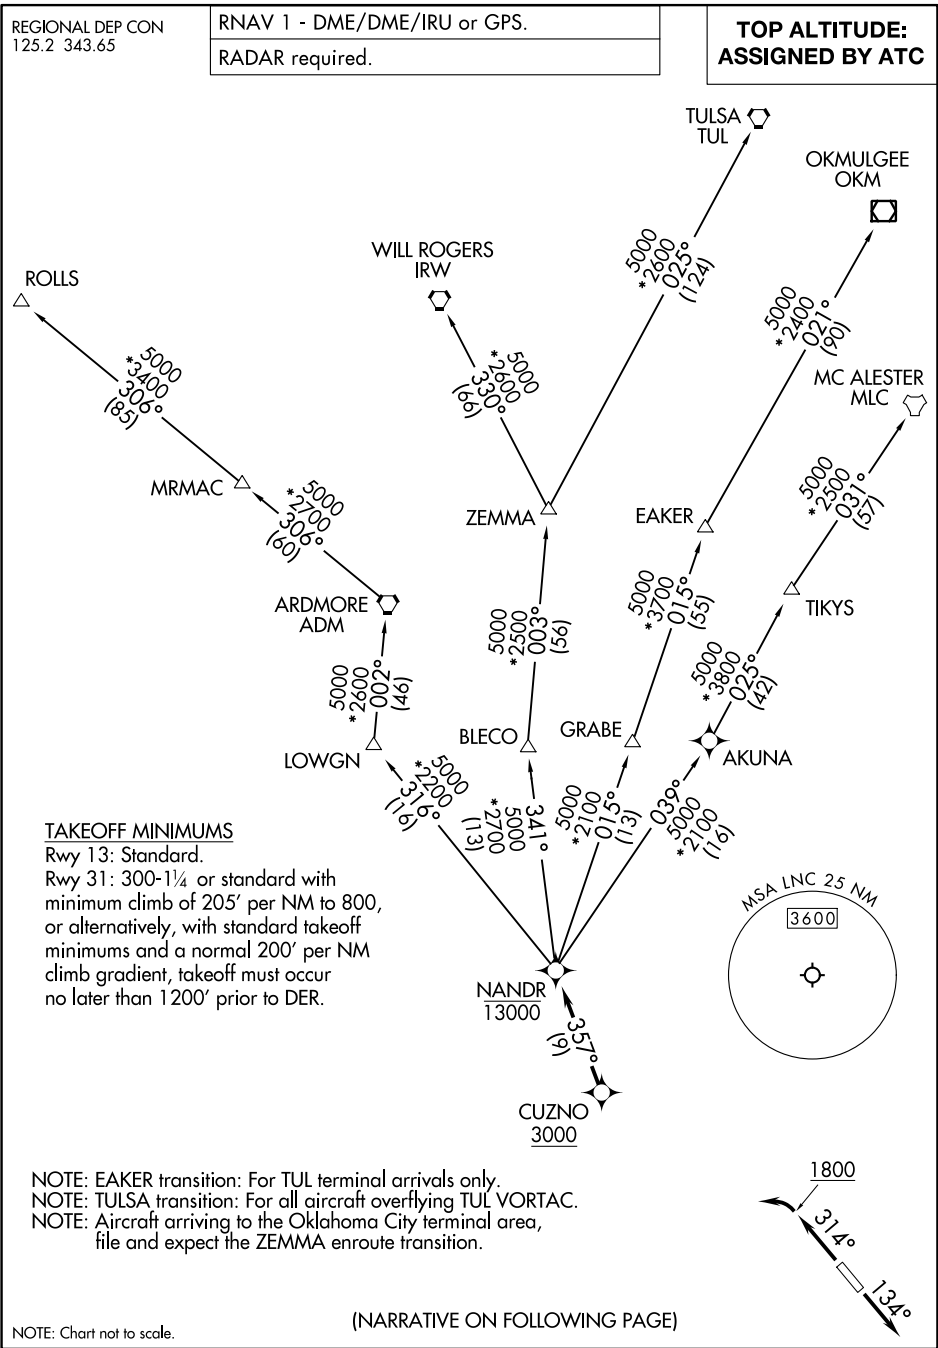 REGIONAL DEP CON
125.2 343.65
RNAV 1 - DME/DME/IRU or GPS.
RADAR required.
TOP ALTITUDE:
ASSIGNED BY ATC
TULSA
TUL
OKMULGEE
OKM
WILL ROGERS
IRW
ROLLS
5000
*2600
025°
(124)
5000
*2400
021°
(90)
5000
*3400
306°
(85)
5000
*2600
330°
(66)
MC ALESTER
MLC
MRMAC
5000
*2700
306°
(60)
ZEMMA
EAKER
5000
*2500
031°
(57)
ARDMORE
ADM
5000
*2500
003°
(56)
5000
*3700
015°
(55)
TIKYS
5000
*2600
002°
(46)
5000
*3800
025°
(42)
LOWGN
BLECO
GRABE
AKUNA
5000
*2200
316°
(16)
341°
5000
*2700
(13)
5000
*2100
015°
(13)
039°
5000
*2100
(16)
TAKEOFF MINIMUMS
Rwy 13: Standard.
Rwy 31: 300-1¼ or standard with
minimum climb of 205' per NM to 800,
or alternatively, with standard takeoff
minimums and a normal 200' per NM
climb gradient, takeoff must occur
no later than 1200' prior to DER.
MSA LNC 25 NM
3600
NANDR
13000
357°
(9)
CUZNO
3000
NOTE: EAKER transition: For TUL terminal arrivals only.
NOTE: TULSA transition: For all aircraft overflying TUL VORTAC.
NOTE: Aircraft arriving to the Oklahoma City terminal area,
file and expect the ZEMMA enroute transition.
1800
314°
134°
(NARRATIVE ON FOLLOWING PAGE)
NOTE: Chart not to scale.